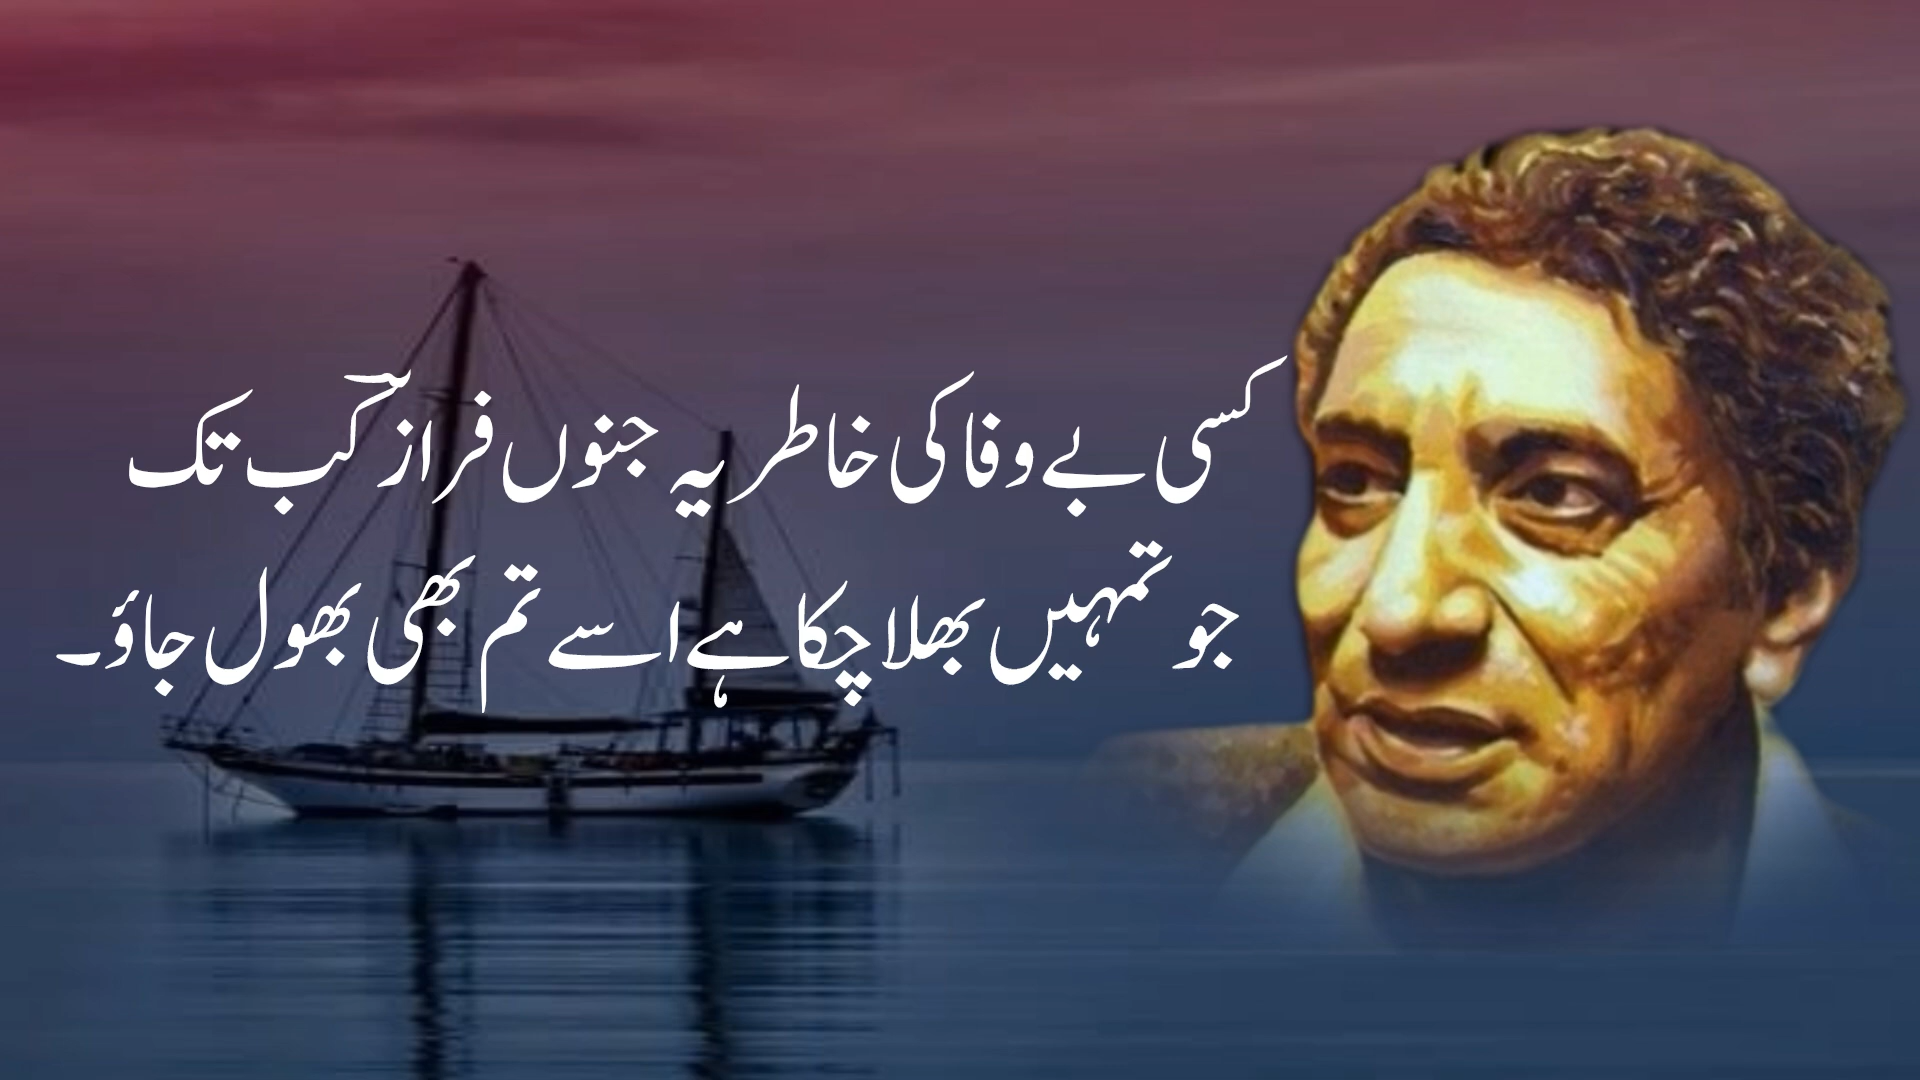 کسی بے وفا کی خاطر یہ جنوں فرازؔ کب تک
جو تمہیں بھلا چکا ہے اسے تم بھی بھول جاؤ۔